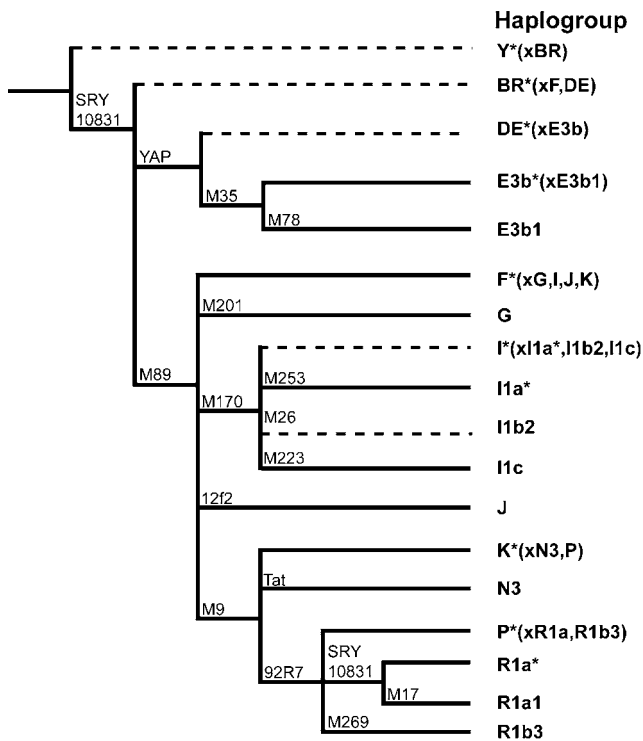 Haplogroup
Y*(xBR)
BR*(xF,DE)
SRY
10831
DE*(xE3b)
YAP
E3b*(xE3b1)
M35
M78
E3b1
F*(xG,I,J,K)
M201
G
I*(xI1a*,I1b2,I1c)
M89
M253
I1a*
M170
M26
I1b2
M223
I1c
12f2
J
K*(xN3,P)
Tat
N3
M9
P*(xR1a,R1b3)
SRY
10831
R1a*
92R7
M17
R1a1
M269
R1b3